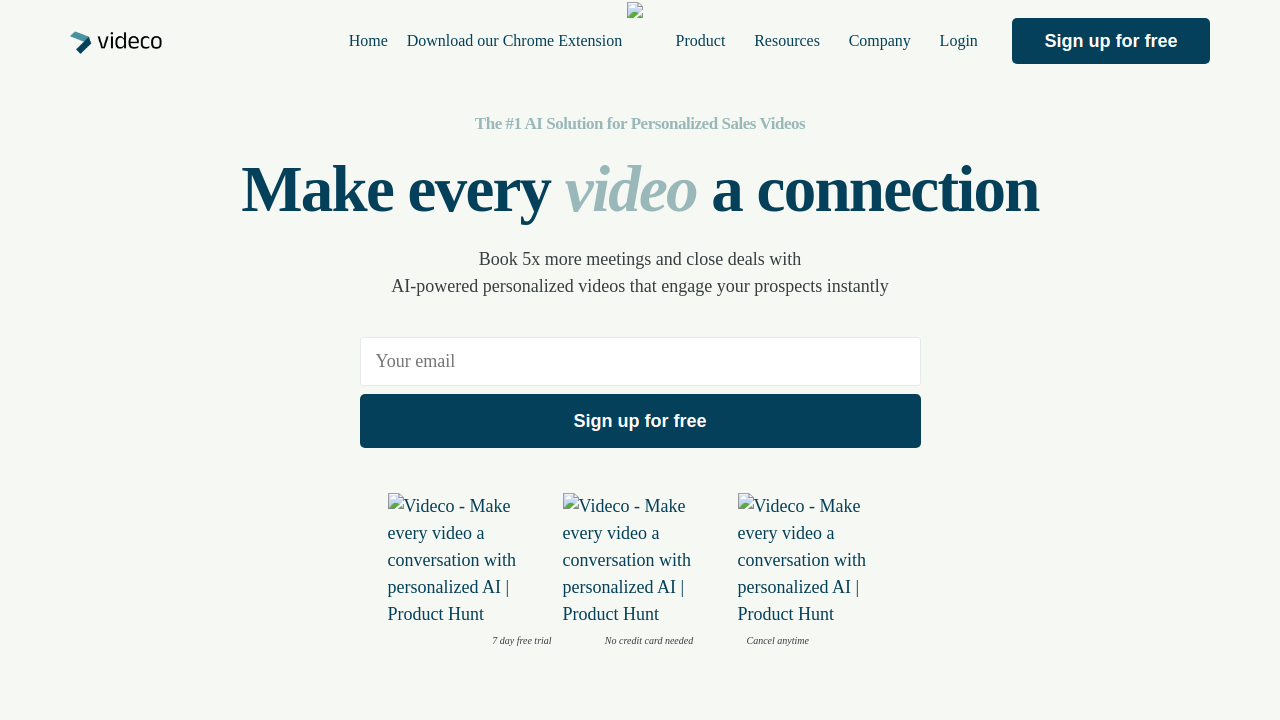 videco
Home
Download our Chrome Extension
Product
Resources
Company
Login
Sign up for free
The #1 AI Solution for Personalized Sales Videos
Make every video a connection
Book 5x more meetings and close deals with
AI-powered personalized videos that engage your prospects instantly
Your email
Sign up for free
Videco - Make
every video a
conversation with
personalized AI |
Product Hunt
Videco - Make
every video a
conversation with
personalized AI |
Product Hunt
Videco - Make
every video a
conversation with
personalized AI |
Product Hunt
7 day free trial
No credit card needed
Cancel anytime